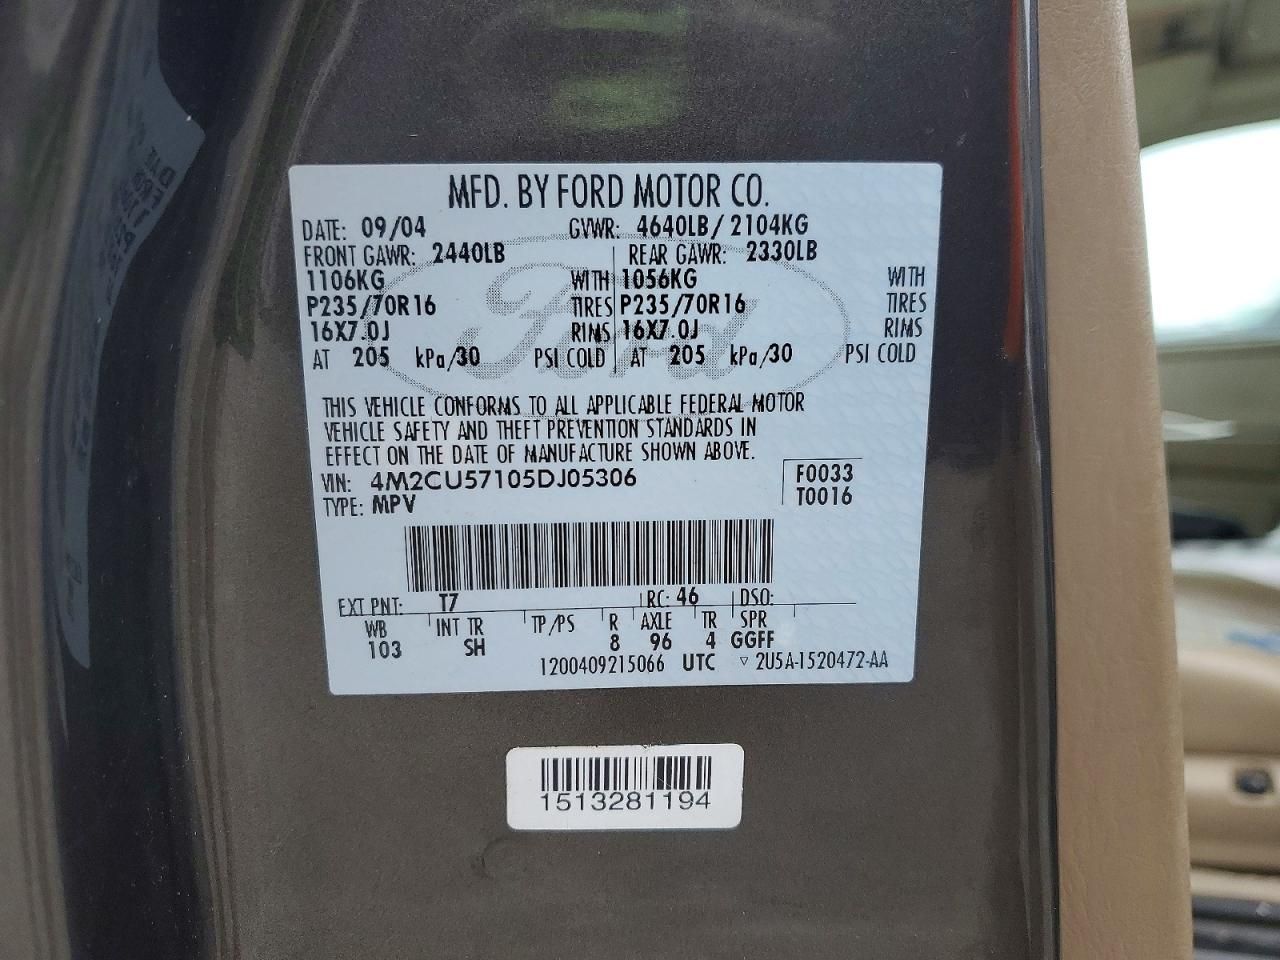 MFD. BY FORD MOTOR CO.
DATE: 09/04 GVWR: 4640LB/ 2104KG
FRONT GAWR: 2440LB REAR GAWR: 2330LB
1106KG WITH 1056KG WITH
P235/70R16 TIRES P235/70R16 TIRES
16X7.0J RIMS 16X7.0J RIMS
AT 205 kPa/30 PSI COLD AT 205 kPa/30 PSI COLD
Ford
THIS VEHICLE CONFORMS TO ALL APPLICABLE FEDERAL MOTOR
VEHICLE SAFETY AND THEFT PREVENTION STANDARDS IN
EFFECT ON THE DATE OF MANUFACTURE SHOWN ABOVE.
VIN: 4M2CU57105DJ05306 F0033
TYPE: MPV T0016
EXT PNT: T7 RC: 46 DSO:
WB INT TR TP/PS R AXLE TR SPR
103 SH 8 96 4 GGFF
1200409215066 UTC ▽ 2U5A-1520472-AA
1513281194